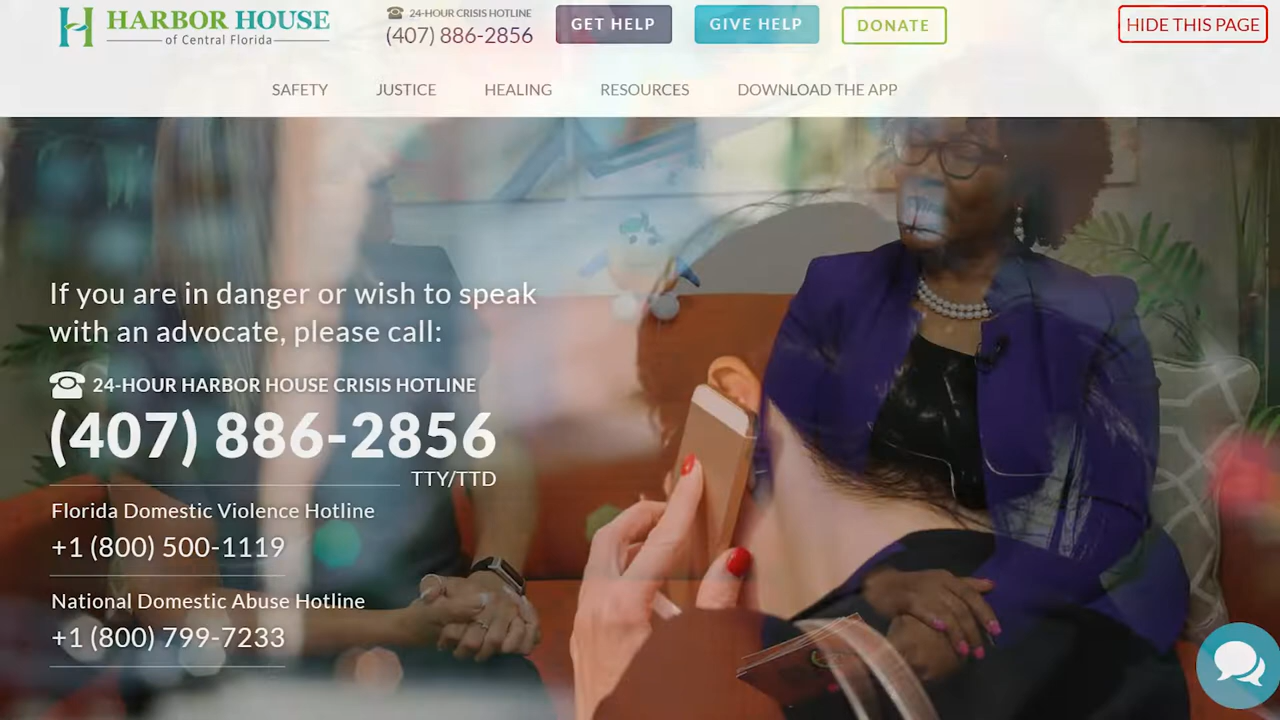 HARBOR HOUSE
of Central Florida
24-HOUR CRISIS HOTLINE
(407) 886-2856
GET HELP
GIVE HELP
DONATE
HIDE THIS PAGE
SAFETY
JUSTICE
HEALING
RESOURCES
DOWNLOAD THE APP
If you are in danger or wish to speak
with an advocate, please call:
24-HOUR HARBOR HOUSE CRISIS HOTLINE
(407) 886-2856
TTY/TTD
Florida Domestic Violence Hotline
+1 (800) 500-1119
National Domestic Abuse Hotline
+1 (800) 799-7233